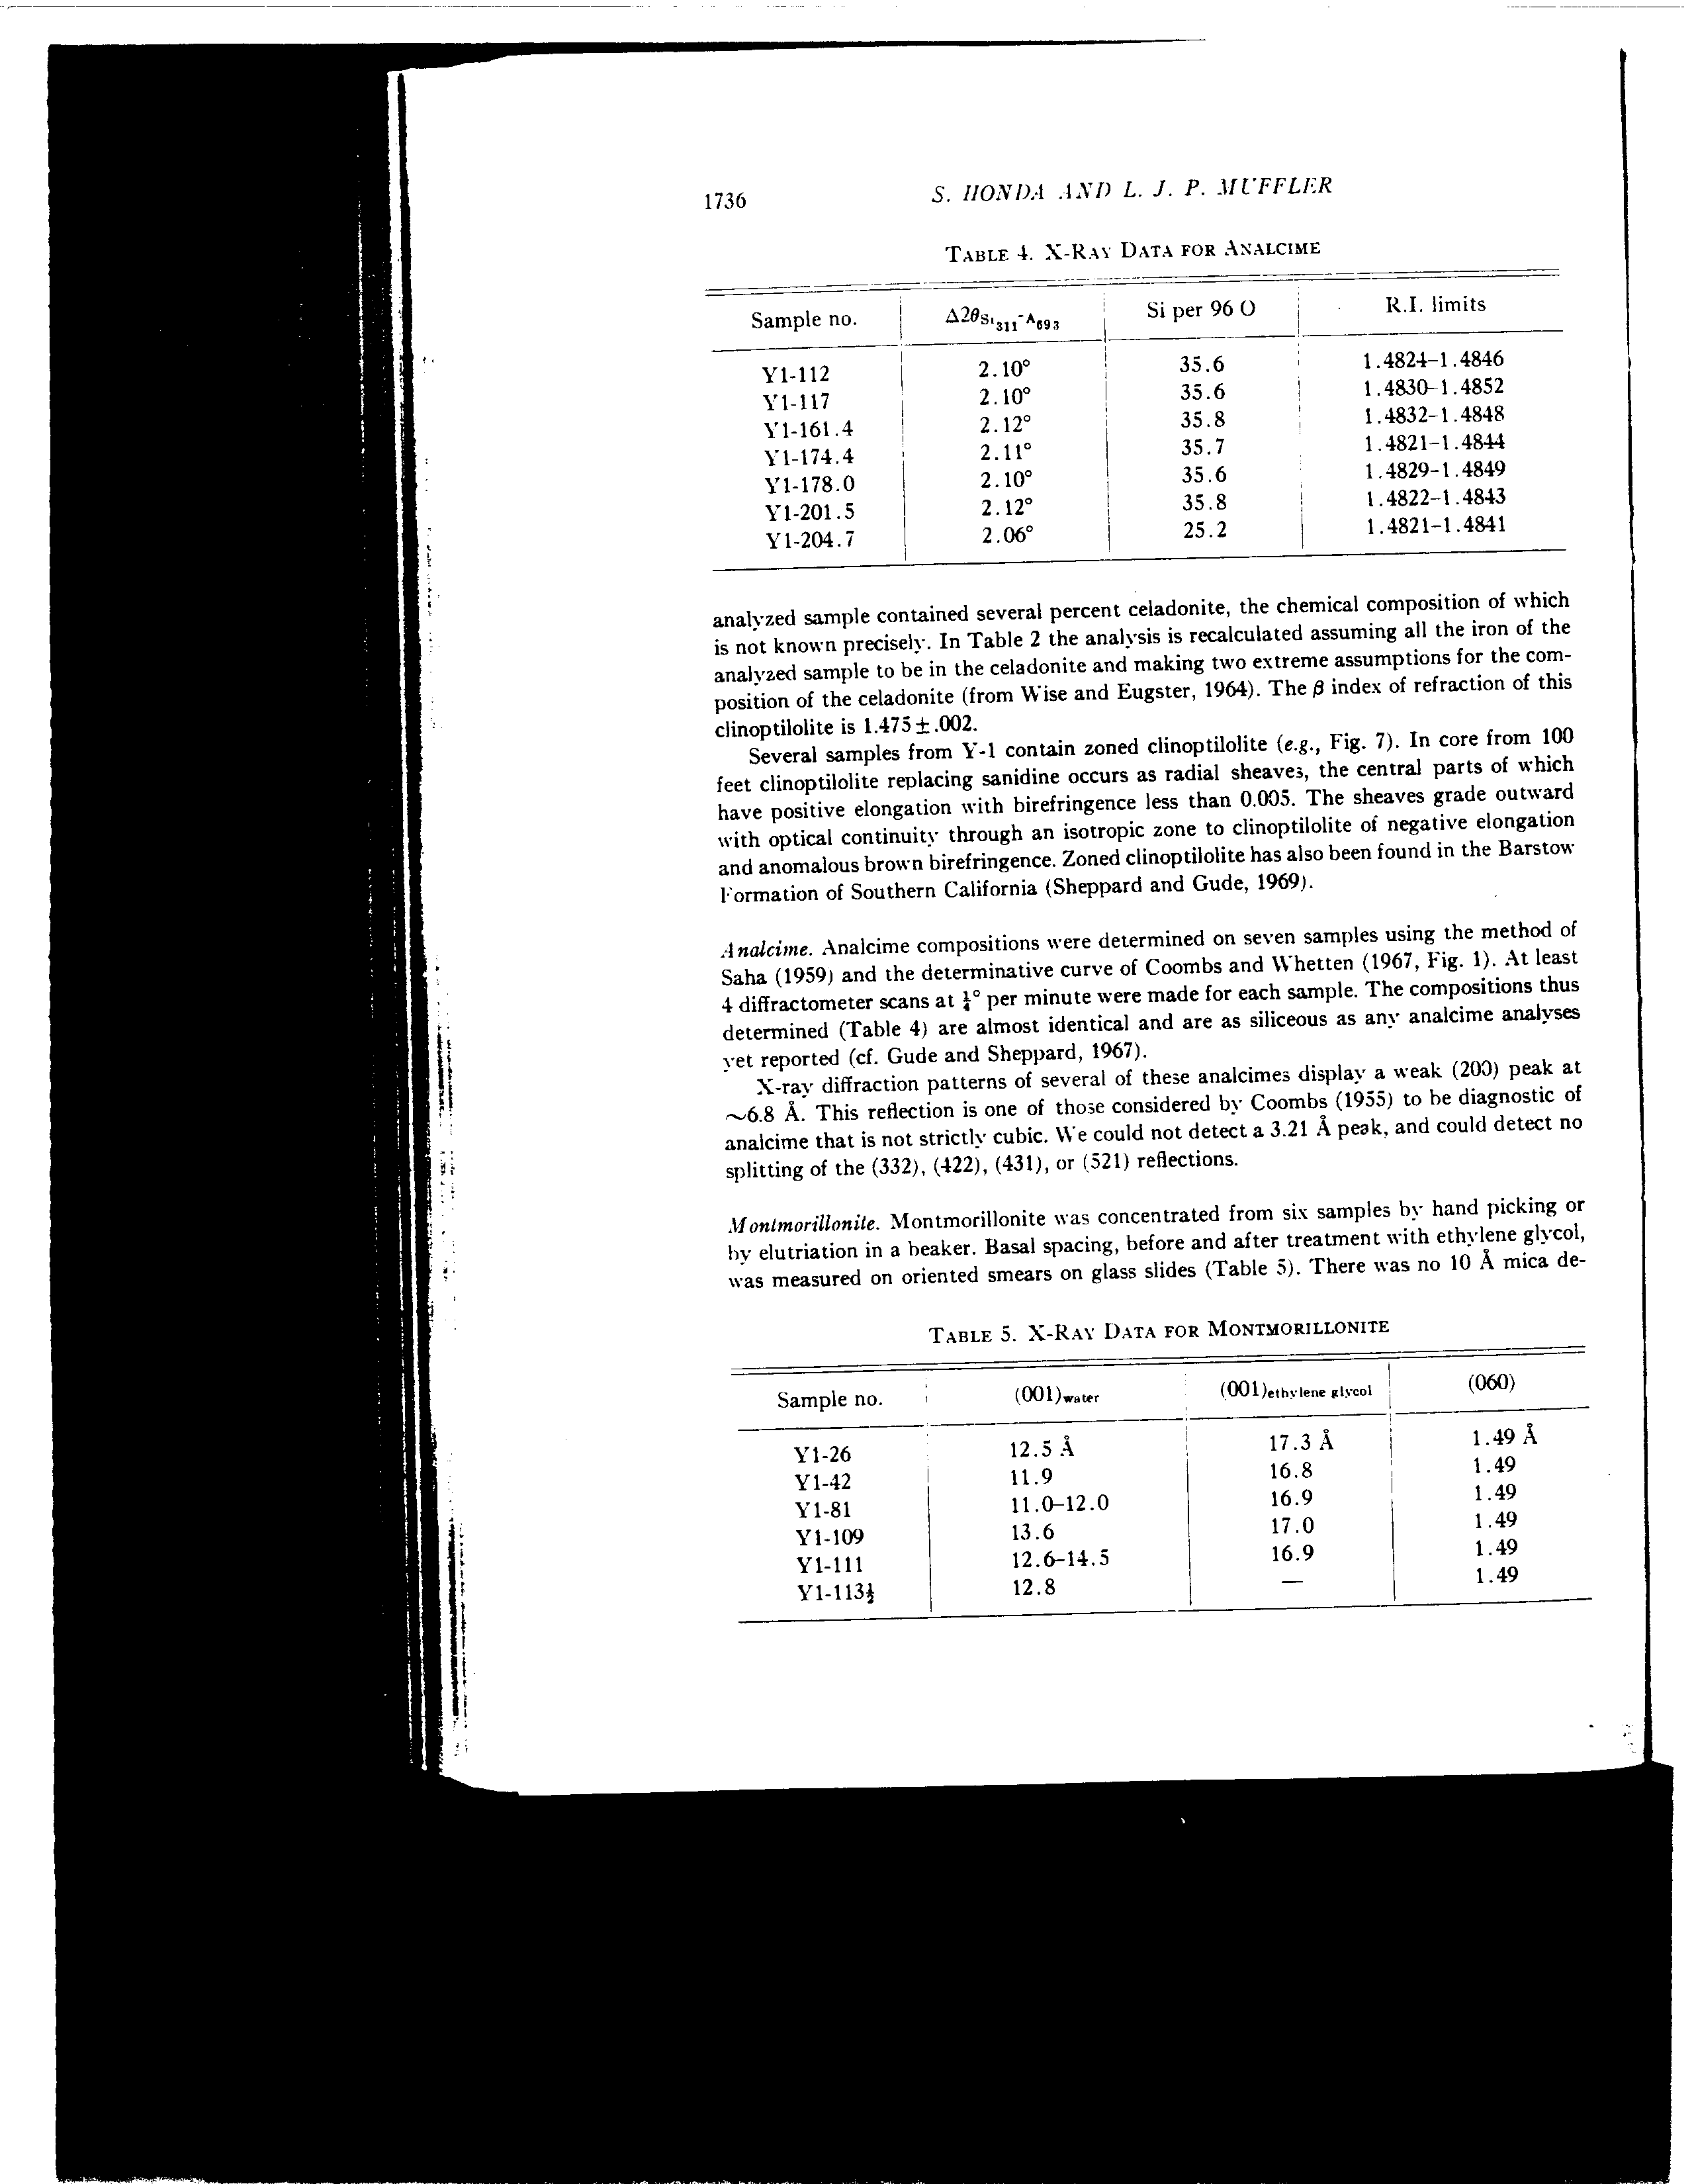 1736
S. HONDA AND L. J. P. MUFFLER
TABLE 4. X-RAY DATA FOR ANALCIME
Sample no. Δ2θSi311-A693 Si per 96 O R.I. limits
Y1-112 2.10° 35.6 1.4824–1.4846
Y1-117 2.10° 35.6 1.4830–1.4852
Y1-161.4 2.12° 35.8 1.4832–1.4848
Y1-174.4 2.11° 35.7 1.4821–1.4844
Y1-178.0 2.10° 35.6 1.4829–1.4849
Y1-201.5 2.12° 35.8 1.4822–1.4843
Y1-204.7 2.06° 25.2 1.4821–1.4841
analyzed sample contained several percent celadonite, the chemical composition of which
is not known precisely. In Table 2 the analysis is recalculated assuming all the iron of the
analyzed sample to be in the celadonite and making two extreme assumptions for the com-
position of the celadonite (from Wise and Eugster, 1964). The β index of refraction of this
clinoptilolite is 1.475±.002.
Several samples from Y-1 contain zoned clinoptilolite (e.g., Fig. 7). In core from 100
feet clinoptilolite replacing sanidine occurs as radial sheaves, the central parts of which
have positive elongation with birefringence less than 0.005. The sheaves grade outward
with optical continuity through an isotropic zone to clinoptilolite of negative elongation
and anomalous brown birefringence. Zoned clinoptilolite has also been found in the Barstow
Formation of Southern California (Sheppard and Gude, 1969).
Analcime. Analcime compositions were determined on seven samples using the method of
Saha (1959) and the determinative curve of Coombs and Whetten (1967, Fig. 1). At least
4 diffractometer scans at ¼° per minute were made for each sample. The compositions thus
determined (Table 4) are almost identical and are as siliceous as any analcime analyses
yet reported (cf. Gude and Sheppard, 1967).
X-ray diffraction patterns of several of these analcimes display a weak (200) peak at
~6.8 Å. This reflection is one of those considered by Coombs (1955) to be diagnostic of
analcime that is not strictly cubic. We could not detect a 3.21 Å peak, and could detect no
splitting of the (332), (422), (431), or (521) reflections.
Montmorillonite. Montmorillonite was concentrated from six samples by hand picking or
by elutriation in a beaker. Basal spacing, before and after treatment with ethylene glycol,
was measured on oriented smears on glass slides (Table 5). There was no 10 Å mica de-
TABLE 5. X-RAY DATA FOR MONTMORILLONITE
Sample no. (001)water (001)ethylene glycol (060)
Y1-26 12.5 Å 17.3 Å 1.49 Å
Y1-42 11.9 16.8 1.49
Y1-81 11.0–12.0 16.9 1.49
Y1-109 13.6 17.0 1.49
Y1-111 12.6–14.5 16.9 1.49
Y1-113½ 12.8 — 1.49